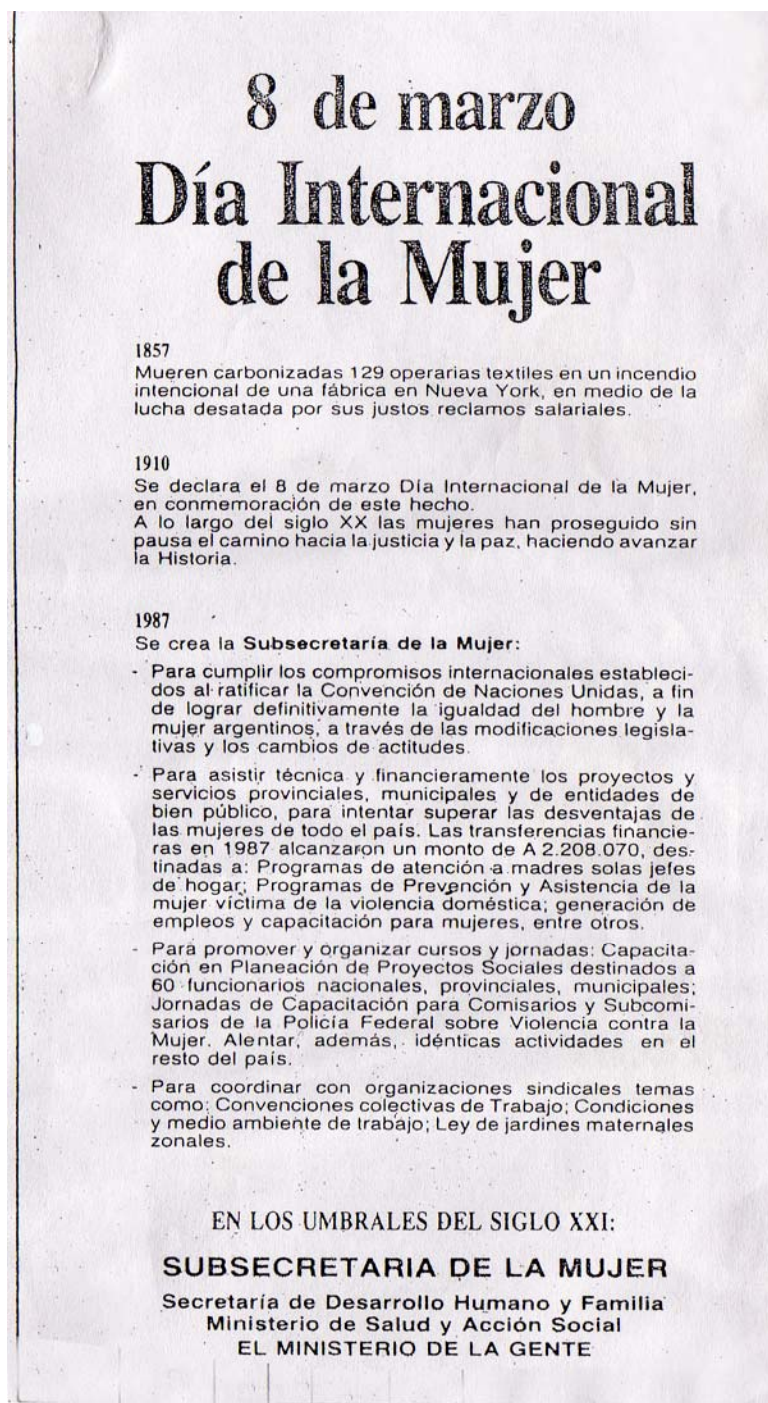 8 de marzo
Día Internacional
de la Mujer
1857
Mueren carbonizadas 129 operarias textiles en un incendio
intencional de una fábrica en Nueva York, en medio de la
lucha desatada por sus justos reclamos salariales.
1910
Se declara el 8 de marzo Día Internacional de la Mujer,
en conmemoración de este hecho.
A lo largo del siglo XX las mujeres han proseguido sin
pausa el camino hacia la justicia y la paz, haciendo avanzar
la Historia.
1987
Se crea la Subsecretaría de la Mujer:
- Para cumplir los compromisos internacionales estableci-
dos al ratificar la Convención de Naciones Unidas, a fin
de lograr definitivamente la igualdad del hombre y la
mujer argentinos, a través de las modificaciones legisla-
tivas y los cambios de actitudes.
- Para asistir técnica y financieramente los proyectos y
servicios provinciales, municipales y de entidades de
bien público, para intentar superar las desventajas de
las mujeres de todo el país. Las transferencias financie-
ras en 1987 alcanzaron un monto de A 2.208.070, des-
tinadas a: Programas de atención a madres solas jefes
de hogar; Programas de Prevención y Asistencia de la
mujer víctima de la violencia doméstica; generación de
empleos y capacitación para mujeres, entre otros.
- Para promover y organizar cursos y jornadas: Capacita-
ción en Planeación de Proyectos Sociales destinados a
60 funcionarios nacionales, provinciales, municipales;
Jornadas de Capacitación para Comisarios y Subcomi-
sarios de la Policía Federal sobre Violencia contra la
Mujer. Alentar, además, idénticas actividades en el
resto del país.
- Para coordinar con organizaciones sindicales temas
como: Convenciones colectivas de Trabajo; Condiciones
y medio ambiente de trabajo; Ley de jardines maternales
zonales.
EN LOS UMBRALES DEL SIGLO XXI:
SUBSECRETARIA DE LA MUJER
Secretaría de Desarrollo Humano y Familia
Ministerio de Salud y Acción Social
EL MINISTERIO DE LA GENTE